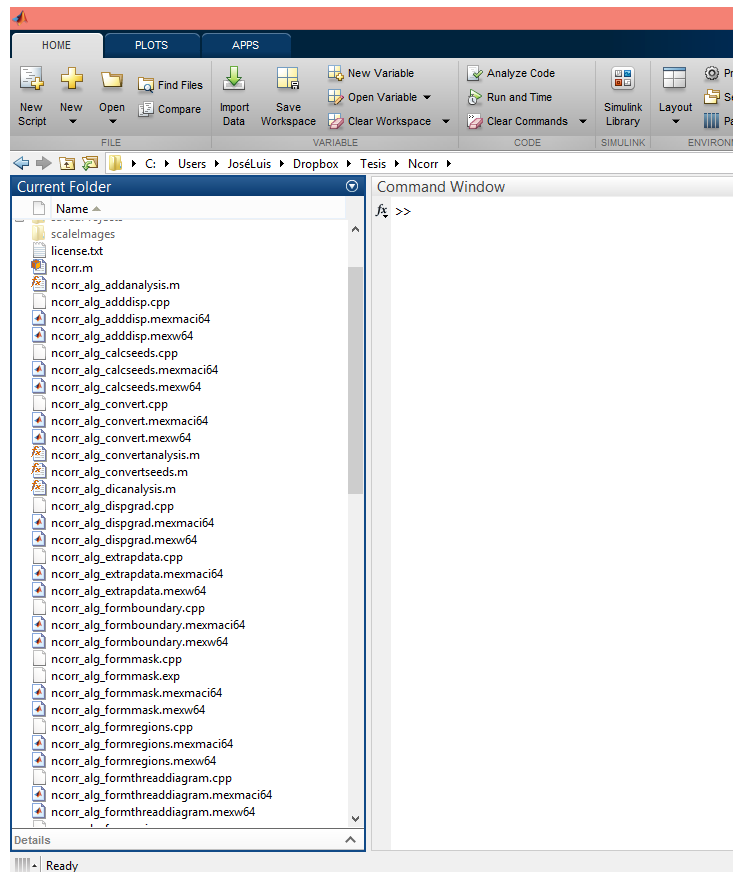 HOME PLOTS APPS
New Script
New
Open
Find Files
Compare
Import Data
Save Workspace
New Variable
Open Variable
Clear Workspace
Analyze Code
Run and Time
Clear Commands
Simulink Library
Layout
FILE VARIABLE CODE SIMULINK
C: Users JoséLuis Dropbox Tesis Ncorr
Current Folder
Command Window
Name
fx >>
scaleImages
license.txt
ncorr.m
ncorr_alg_addanalysis.m
ncorr_alg_adddisp.cpp
ncorr_alg_adddisp.mexmaci64
ncorr_alg_adddisp.mexw64
ncorr_alg_calcseeds.cpp
ncorr_alg_calcseeds.mexmaci64
ncorr_alg_calcseeds.mexw64
ncorr_alg_convert.cpp
ncorr_alg_convert.mexmaci64
ncorr_alg_convert.mexw64
ncorr_alg_convertanalysis.m
ncorr_alg_convertseeds.m
ncorr_alg_dicanalysis.m
ncorr_alg_dispgrad.cpp
ncorr_alg_dispgrad.mexmaci64
ncorr_alg_dispgrad.mexw64
ncorr_alg_extrapdata.cpp
ncorr_alg_extrapdata.mexmaci64
ncorr_alg_extrapdata.mexw64
ncorr_alg_formboundary.cpp
ncorr_alg_formboundary.mexmaci64
ncorr_alg_formboundary.mexw64
ncorr_alg_formmask.cpp
ncorr_alg_formmask.exp
ncorr_alg_formmask.mexmaci64
ncorr_alg_formmask.mexw64
ncorr_alg_formregions.cpp
ncorr_alg_formregions.mexmaci64
ncorr_alg_formregions.mexw64
ncorr_alg_formthreaddiagram.cpp
ncorr_alg_formthreaddiagram.mexmaci64
ncorr_alg_formthreaddiagram.mexw64
Details
Ready